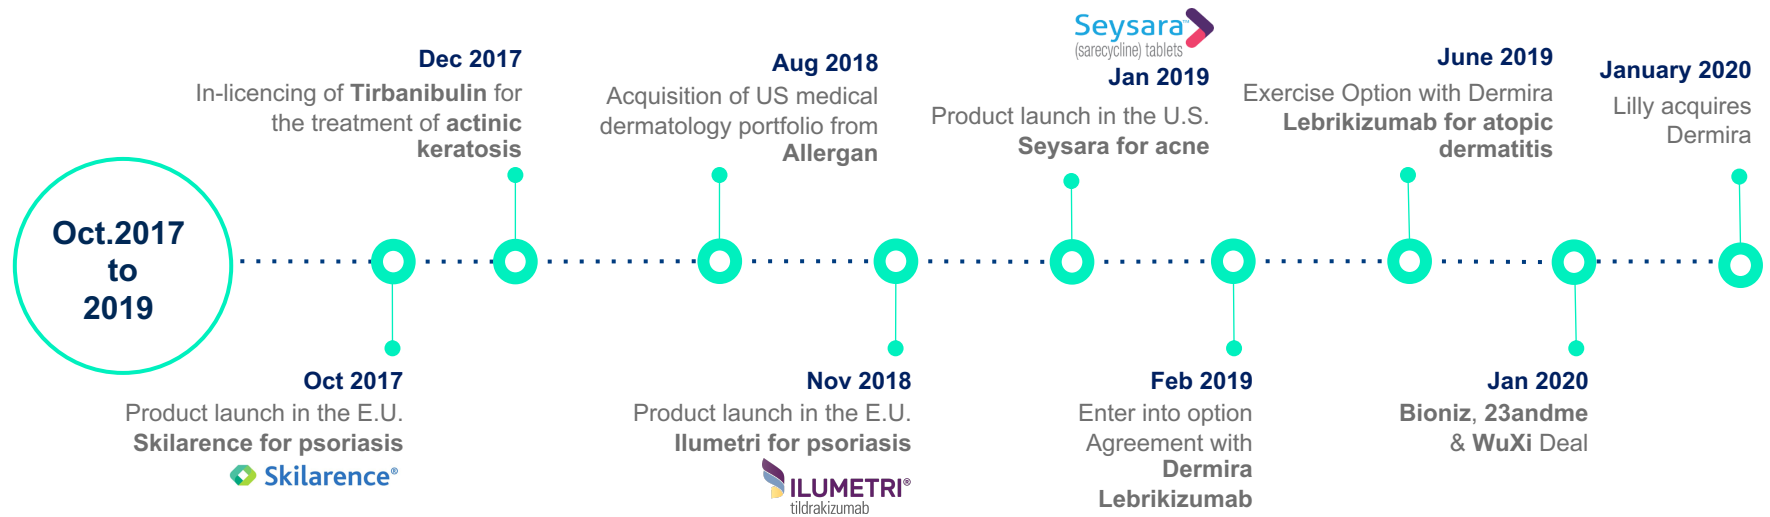 Oct.2017
to
2019
Oct 2017
Product launch in the E.U.
Skilarence for psoriasis
Skilarence®
Dec 2017
In-licencing of Tirbanibulin for
the treatment of actinic
keratosis
Aug 2018
Acquisition of US medical
dermatology portfolio from
Allergan
Nov 2018
Product launch in the E.U.
Ilumetri for psoriasis
ILUMETRI®
tildrakizumab
Seysara™
(sarecycline) tablets
Jan 2019
Product launch in the U.S.
Seysara for acne
Feb 2019
Enter into option
Agreement with
Dermira
Lebrikizumab
June 2019
Exercise Option with Dermira
Lebrikizumab for atopic
dermatitis
Jan 2020
Bioniz, 23andme
& WuXi Deal
January 2020
Lilly acquires
Dermira